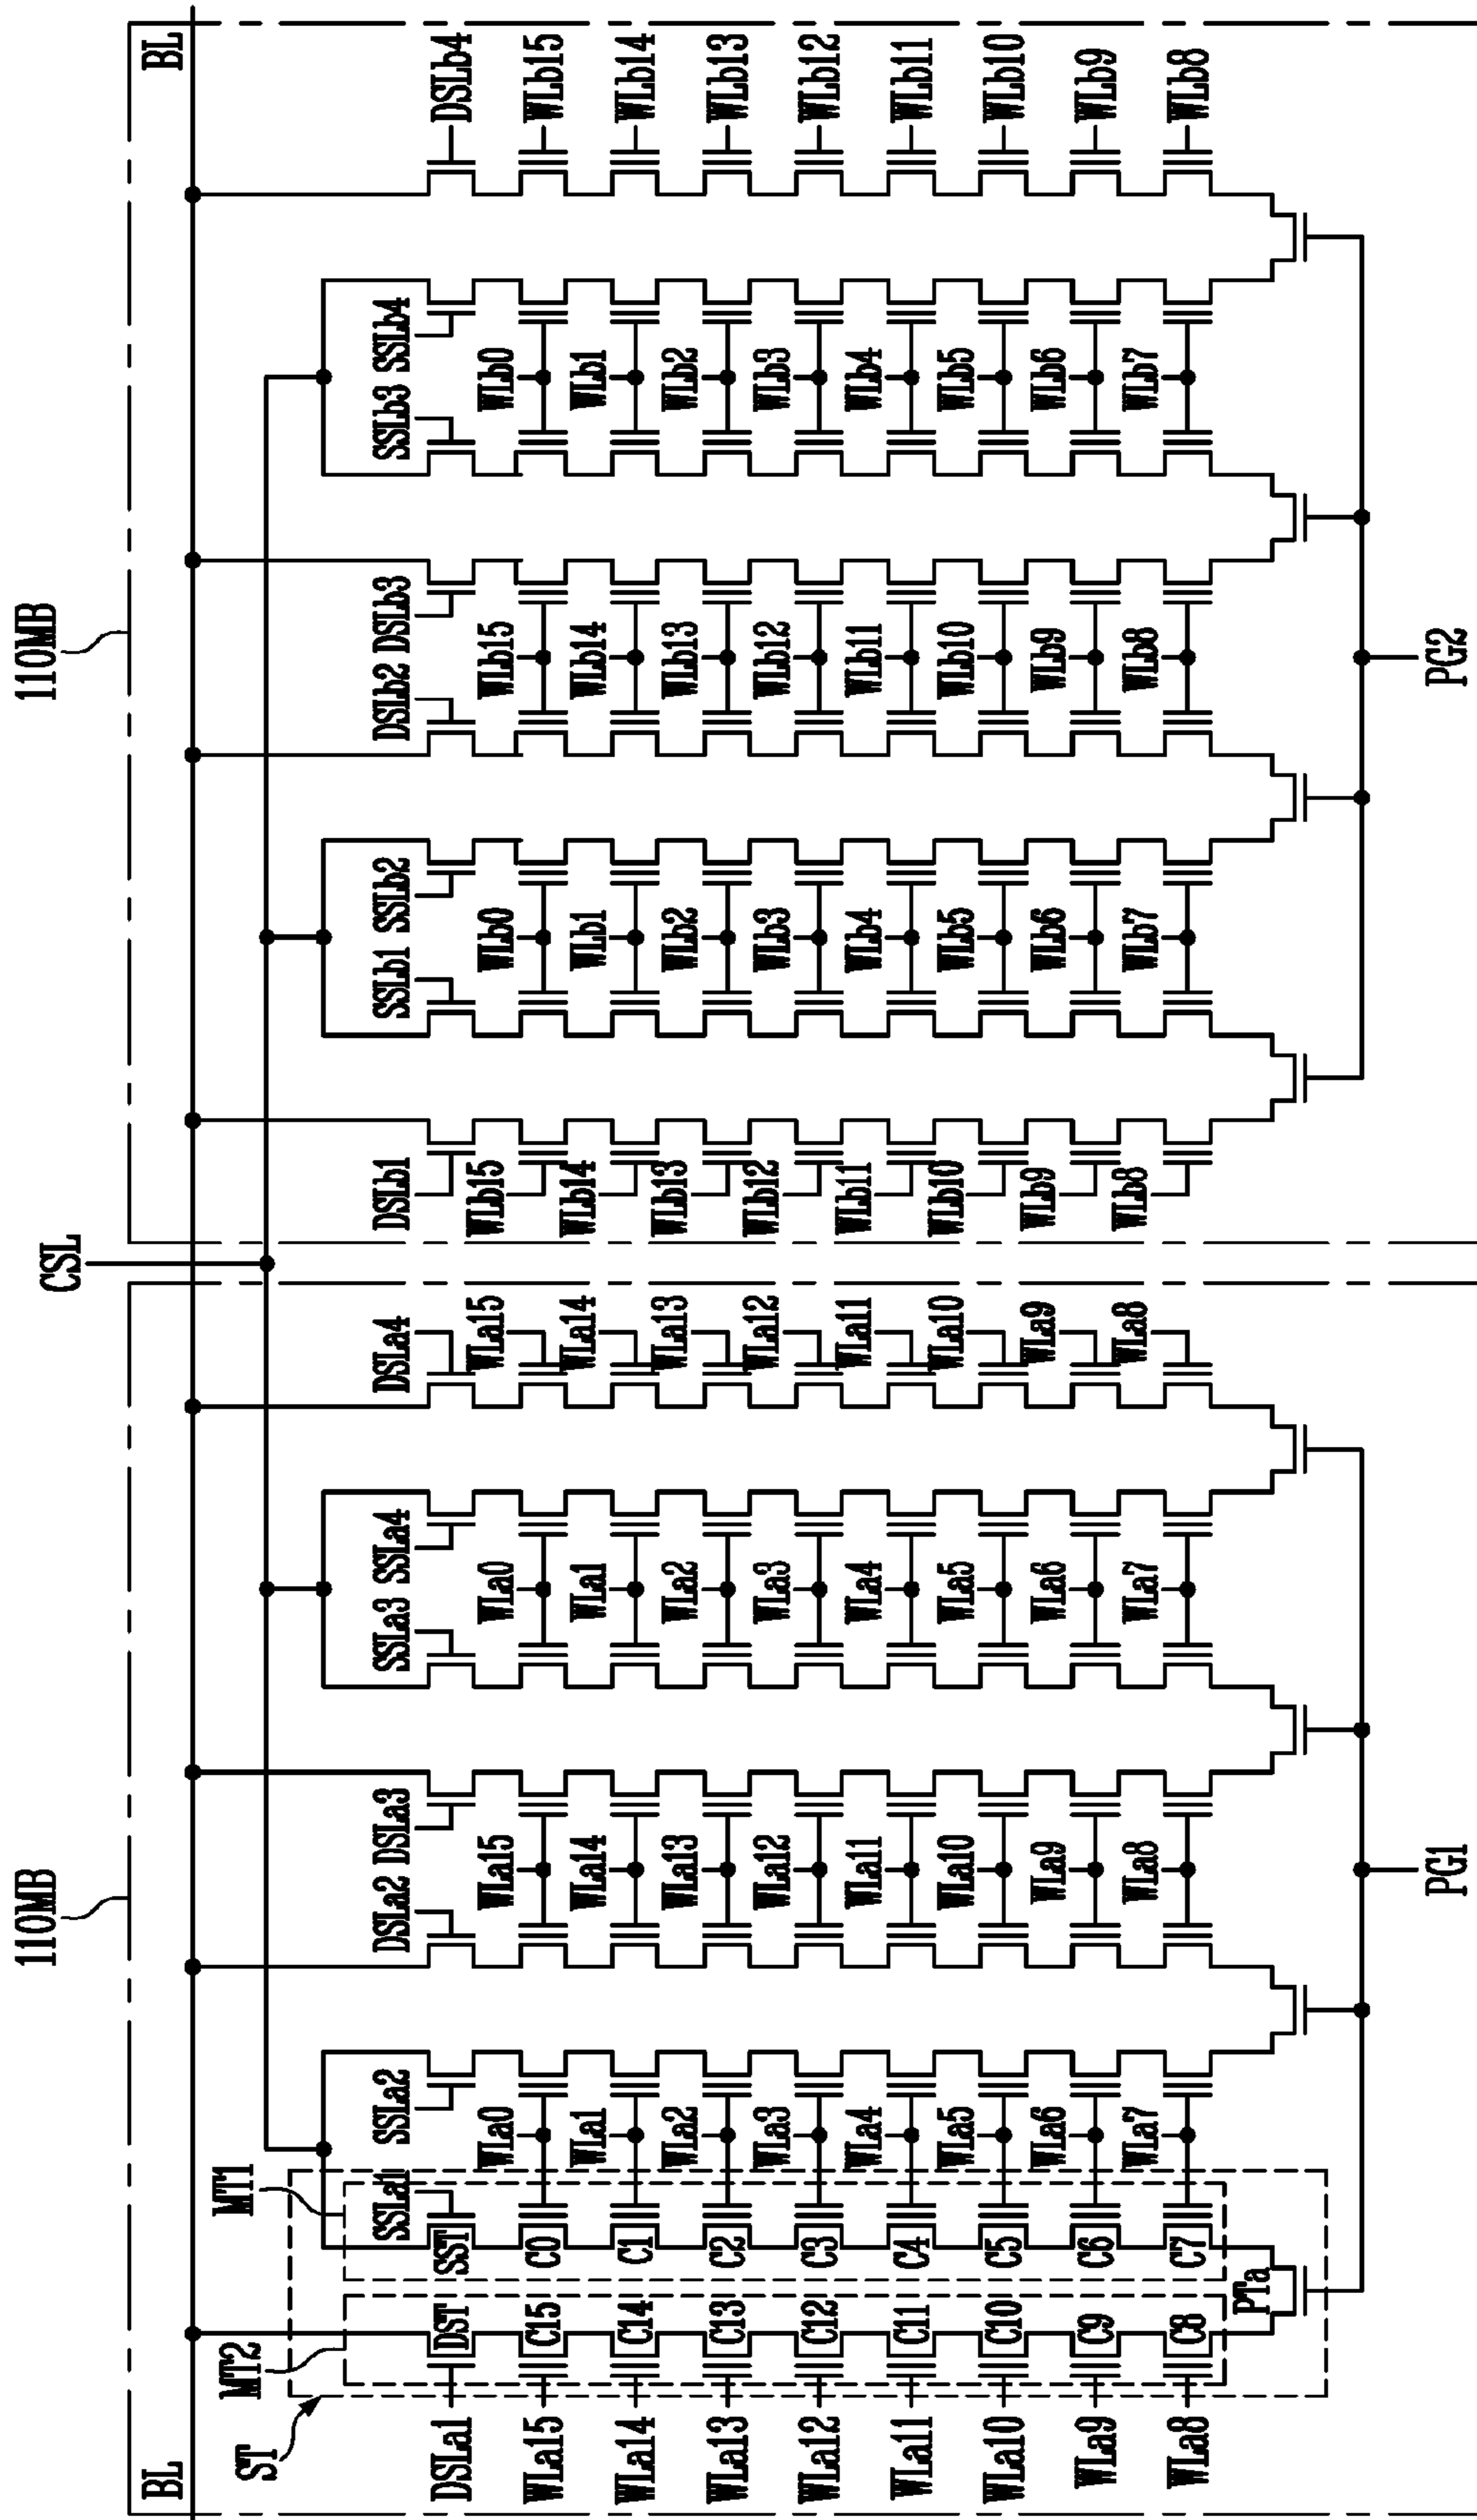 110MB 110MB
CSL
BL BL
MT2 MT1
ST
SSLa1 SSLa2 DSLa2 DSLa3 SSLa3 SSLa4 DSLa4 DSLb1 SSLb1 SSLb2 DSLb2 DSLb3 SSLb3 SSLb4
DSLa1 DST SST DSLb4
WLa0 WLa15 WLa0 WLa15 WLb15 WLb0 WLb15 WLb0
WLa15 C15 C0 WLb15
WLa1 WLa14 WLa1 WLa14 WLb14 WLb1 WLb14 WLb1
WLa14 C14 C1 WLb14
WLa2 WLa13 WLa2 WLa13 WLb13 WLb2 WLb13 WLb2
WLa13 C13 C2 WLb13
WLa3 WLa12 WLa3 WLa12 WLb12 WLb3 WLb12 WLb3
WLa12 C12 C3 WLb12
WLa4 WLa11 WLa4 WLa11 WLb11 WLb4 WLb11 WLb4
WLa11 C11 C4 WLb11
WLa5 WLa10 WLa5 WLa10 WLb10 WLb5 WLb10 WLb5
WLa10 C10 C5 WLb10
WLa6 WLa9 WLa6 WLa9 WLb9 WLb6 WLb9 WLb6
WLa9 C9 C6 WLb9
WLa7 WLa8 WLa7 WLa8 WLb8 WLb7 WLb8 WLb7
WLa8 C8 C7 WLb8
PTa
PG1 PG2